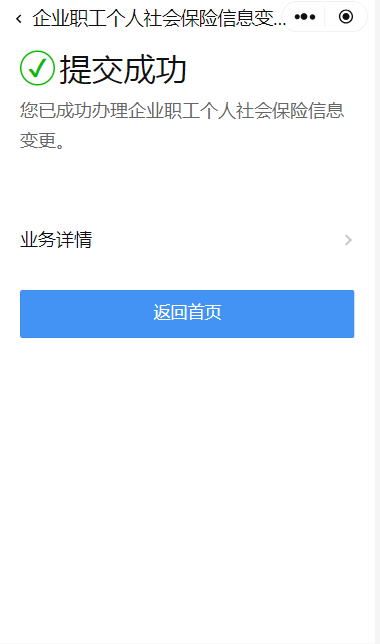 企业职工个人社会保险信息变...
提交成功
您已成功办理企业职工个人社会保险信息
变更。
业务详情
返回首页